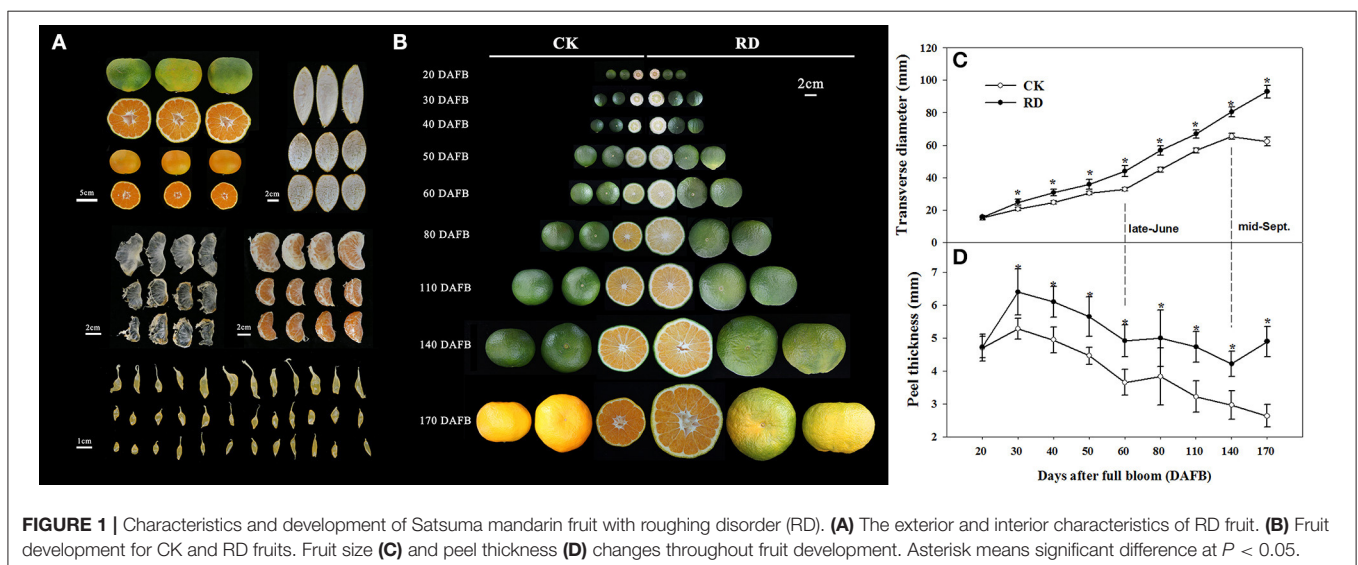 A
5cm
2cm
2cm
2cm
1cm
B
CK
RD
2cm
20 DAFB
30 DAFB
40 DAFB
50 DAFB
60 DAFB
80 DAFB
110 DAFB
140 DAFB
170 DAFB
C
Transverse diameter (mm)
120
100
80
60
40
20
0
CK
RD
* * * * * * * *
late-June
mid-Sept.
D
Peel thickness (mm)
7
6
5
4
3
2
* * * * * * * *
20 30 40 50 60 80 110 140 170
Days after full bloom (DAFB)
FIGURE 1 | Characteristics and development of Satsuma mandarin fruit with roughing disorder (RD). (A) The exterior and interior characteristics of RD fruit. (B) Fruit
development for CK and RD fruits. Fruit size (C) and peel thickness (D) changes throughout fruit development. Asterisk means significant difference at P < 0.05.